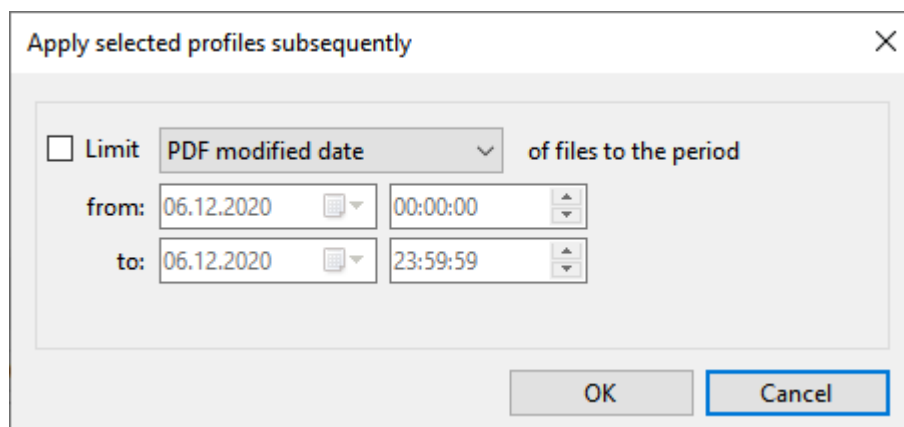 Apply selected profiles subsequently
Limit PDF modified date of files to the period
from: 06.12.2020 00:00:00
to: 06.12.2020 23:59:59
OK Cancel